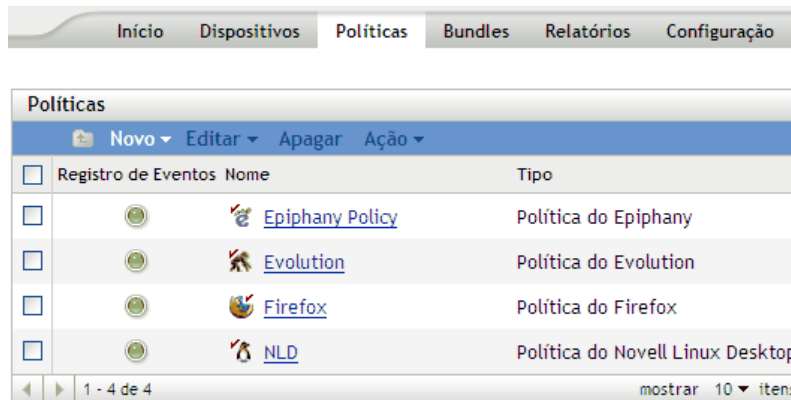 Início Dispositivos Políticas Bundles Relatórios Configuração
Políticas
Novo Editar Apagar Ação
Registro de Eventos Nome Tipo
Epiphany Policy Política do Epiphany
Evolution Política do Evolution
Firefox Política do Firefox
NLD Política do Novell Linux Desktop
1 - 4 de 4 mostrar 10 itens